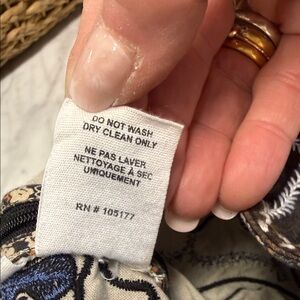 DO NOT WASH
DRY CLEAN ONLY
NE PAS LAVER
NETTOYAGE À SEC
UNIQUEMENT
RN # 105177